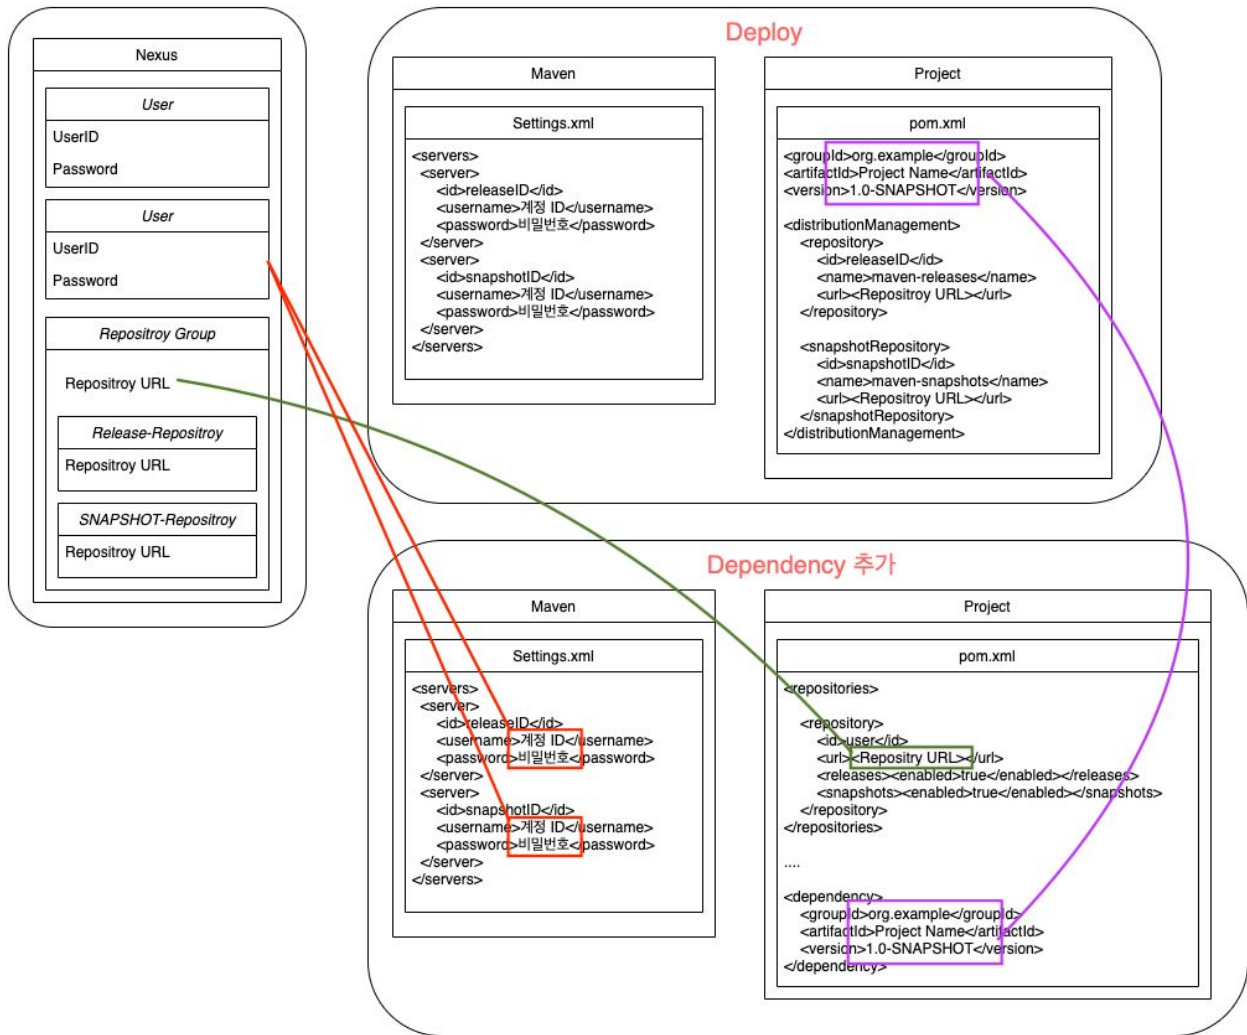 Nexus
User
UserID
Password
User
UserID
Password
Repositroy Group
Repositroy URL
Release-Repositroy
Repositroy URL
SNAPSHOT-Repositroy
Repositroy URL
Deploy
Maven
Settings.xml
<servers>
<server>
<id>releaseID</id>
<username>계정 ID</username>
<password>비밀번호</password>
</server>
<server>
<id>snapshotID</id>
<username>계정 ID</username>
<password>비밀번호</password>
</server>
</servers>
Project
pom.xml
<groupId>org.example</groupId>
<artifactId>Project Name</artifactId>
<version>1.0-SNAPSHOT</version>
<distributionManagement>
<repository>
<id>releaseID</id>
<name>maven-releases</name>
<url><Repositroy URL></url>
</repository>
<snapshotRepository>
<id>snapshotID</id>
<name>maven-snapshots</name>
<url><Repositroy URL></url>
</snapshotRepository>
</distributionManagement>
Dependency 추가
Maven
Settings.xml
<servers>
<server>
<id>releaseID</id>
<username>계정 ID</username>
<password>비밀번호</password>
</server>
<server>
<id>snapshotID</id>
<username>계정 ID</username>
<password>비밀번호</password>
</server>
</servers>
Project
pom.xml
<repositories>
<repository>
<id>user</id>
<url><Repositry URL></url>
<releases><enabled>true</enabled></releases>
<snapshots><enabled>true</enabled></snapshots>
</repository>
</repositories>
....
<dependency>
<groupId>org.example</groupId>
<artifactId>Project Name</artifactId>
<version>1.0-SNAPSHOT</version>
</dependency>